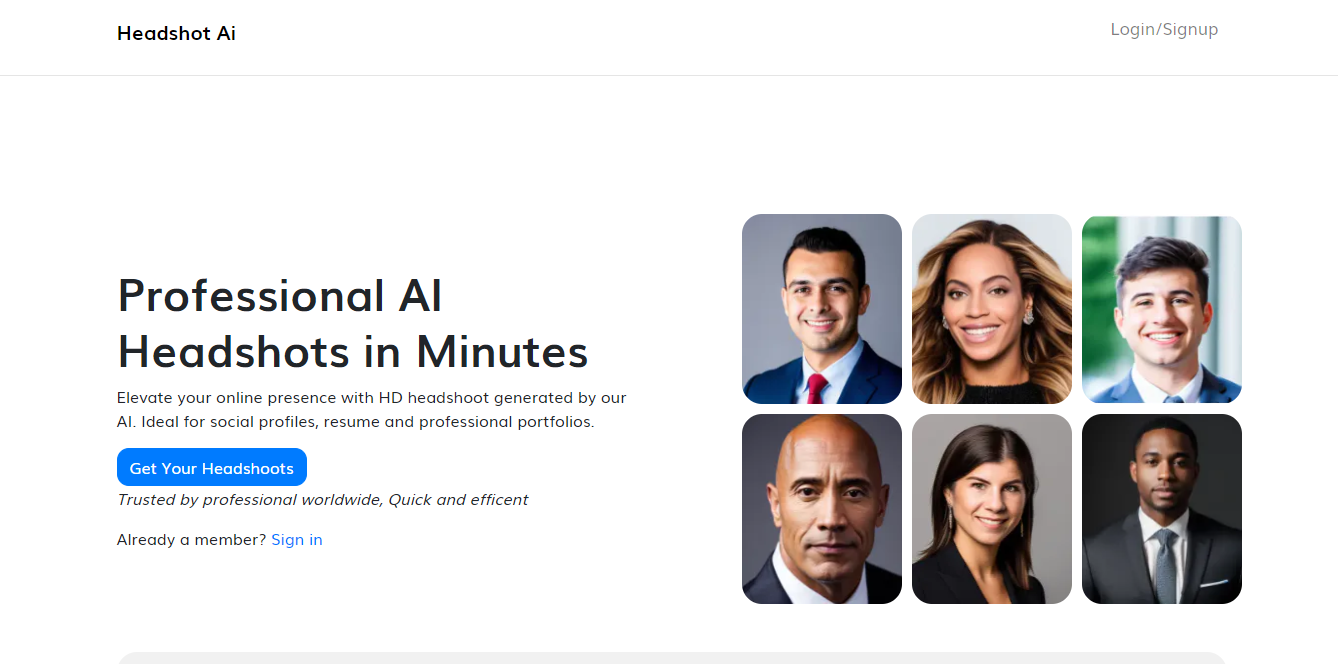 Headshot Ai
Login/Signup
Professional AI
Headshots in Minutes
Elevate your online presence with HD headshoot generated by our
AI. Ideal for social profiles, resume and professional portfolios.
Get Your Headshoots
Trusted by professional worldwide, Quick and efficent
Already a member? Sign in